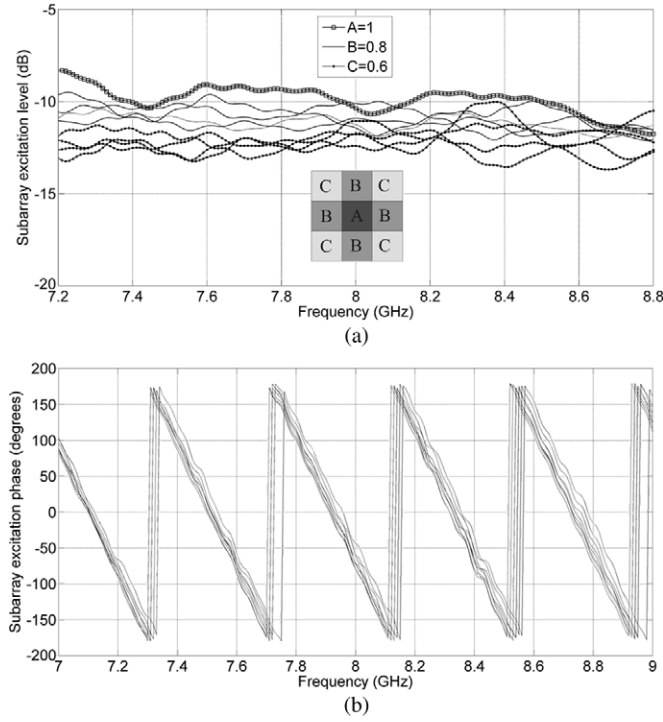 -5
-10
-15
-20
Subarray excitation level (dB)
A=1
B=0.8
C=0.6
C B C
B A B
C B C
7.2 7.4 7.6 7.8 8 8.2 8.4 8.6 8.8
Frequency (GHz)
(a)
200
150
100
50
0
-50
-100
-150
-200
Subarray excitation phase (degrees)
7 7.2 7.4 7.6 7.8 8 8.2 8.4 8.6 8.8 9
Frequency (GHz)
(b)